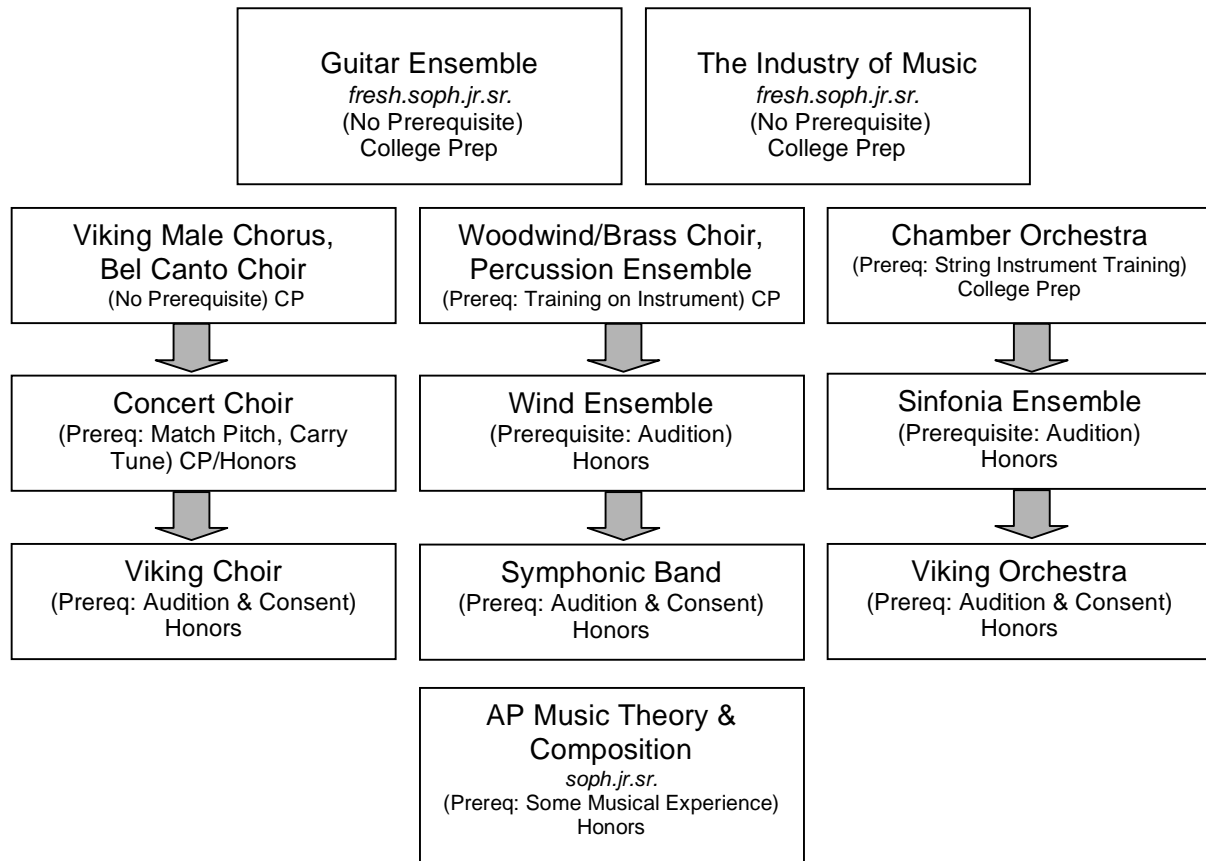 Guitar Ensemble
fresh.soph.jr.sr.
(No Prerequisite)
College Prep
The Industry of Music
fresh.soph.jr.sr.
(No Prerequisite)
College Prep
Viking Male Chorus,
Bel Canto Choir
(No Prerequisite) CP
Woodwind/Brass Choir,
Percussion Ensemble
(Prereq: Training on Instrument) CP
Chamber Orchestra
(Prereq: String Instrument Training)
College Prep
Concert Choir
(Prereq: Match Pitch, Carry
Tune) CP/Honors
Wind Ensemble
(Prerequisite: Audition)
Honors
Sinfonia Ensemble
(Prerequisite: Audition)
Honors
Viking Choir
(Prereq: Audition & Consent)
Honors
Symphonic Band
(Prereq: Audition & Consent)
Honors
Viking Orchestra
(Prereq: Audition & Consent)
Honors
AP Music Theory &
Composition
soph.jr.sr.
(Prereq: Some Musical Experience)
Honors